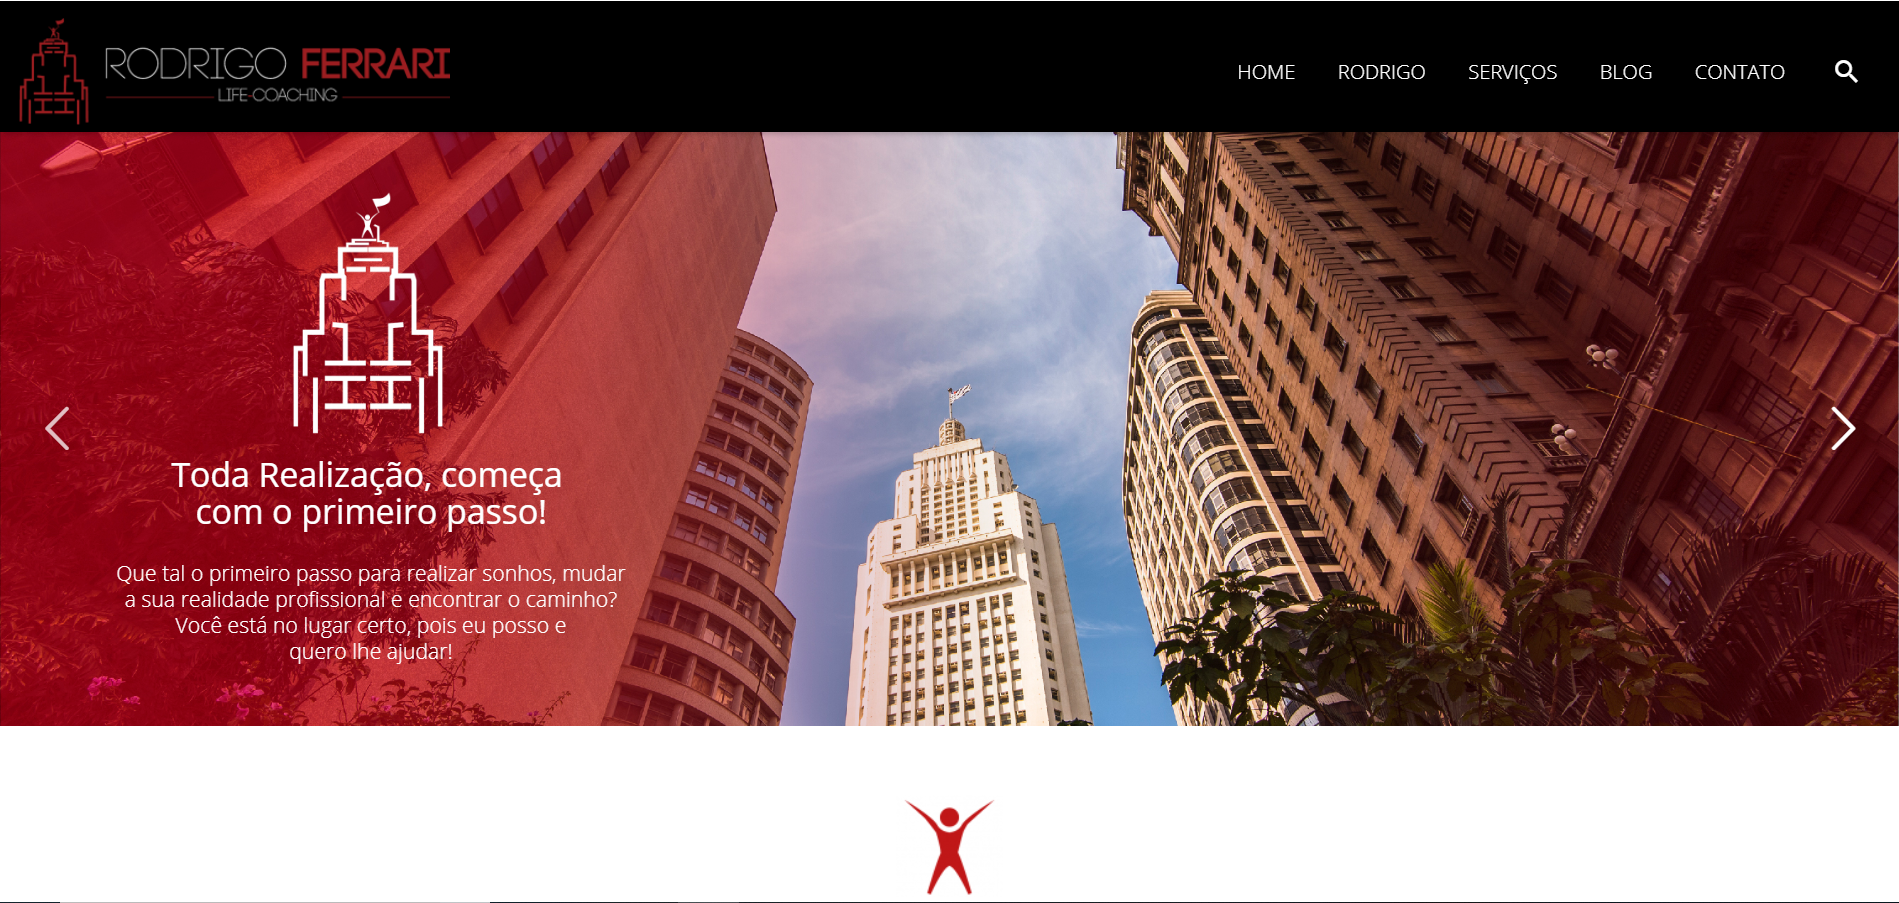 RODRIGO FERRARI
LIFE-COACHING
HOME
RODRIGO
SERVIÇOS
BLOG
CONTATO
Toda Realização, começa
com o primeiro passo!
Que tal o primeiro passo para realizar sonhos, mudar
a sua realidade profissional e encontrar o caminho?
Você está no lugar certo, pois eu posso e
quero lhe ajudar!